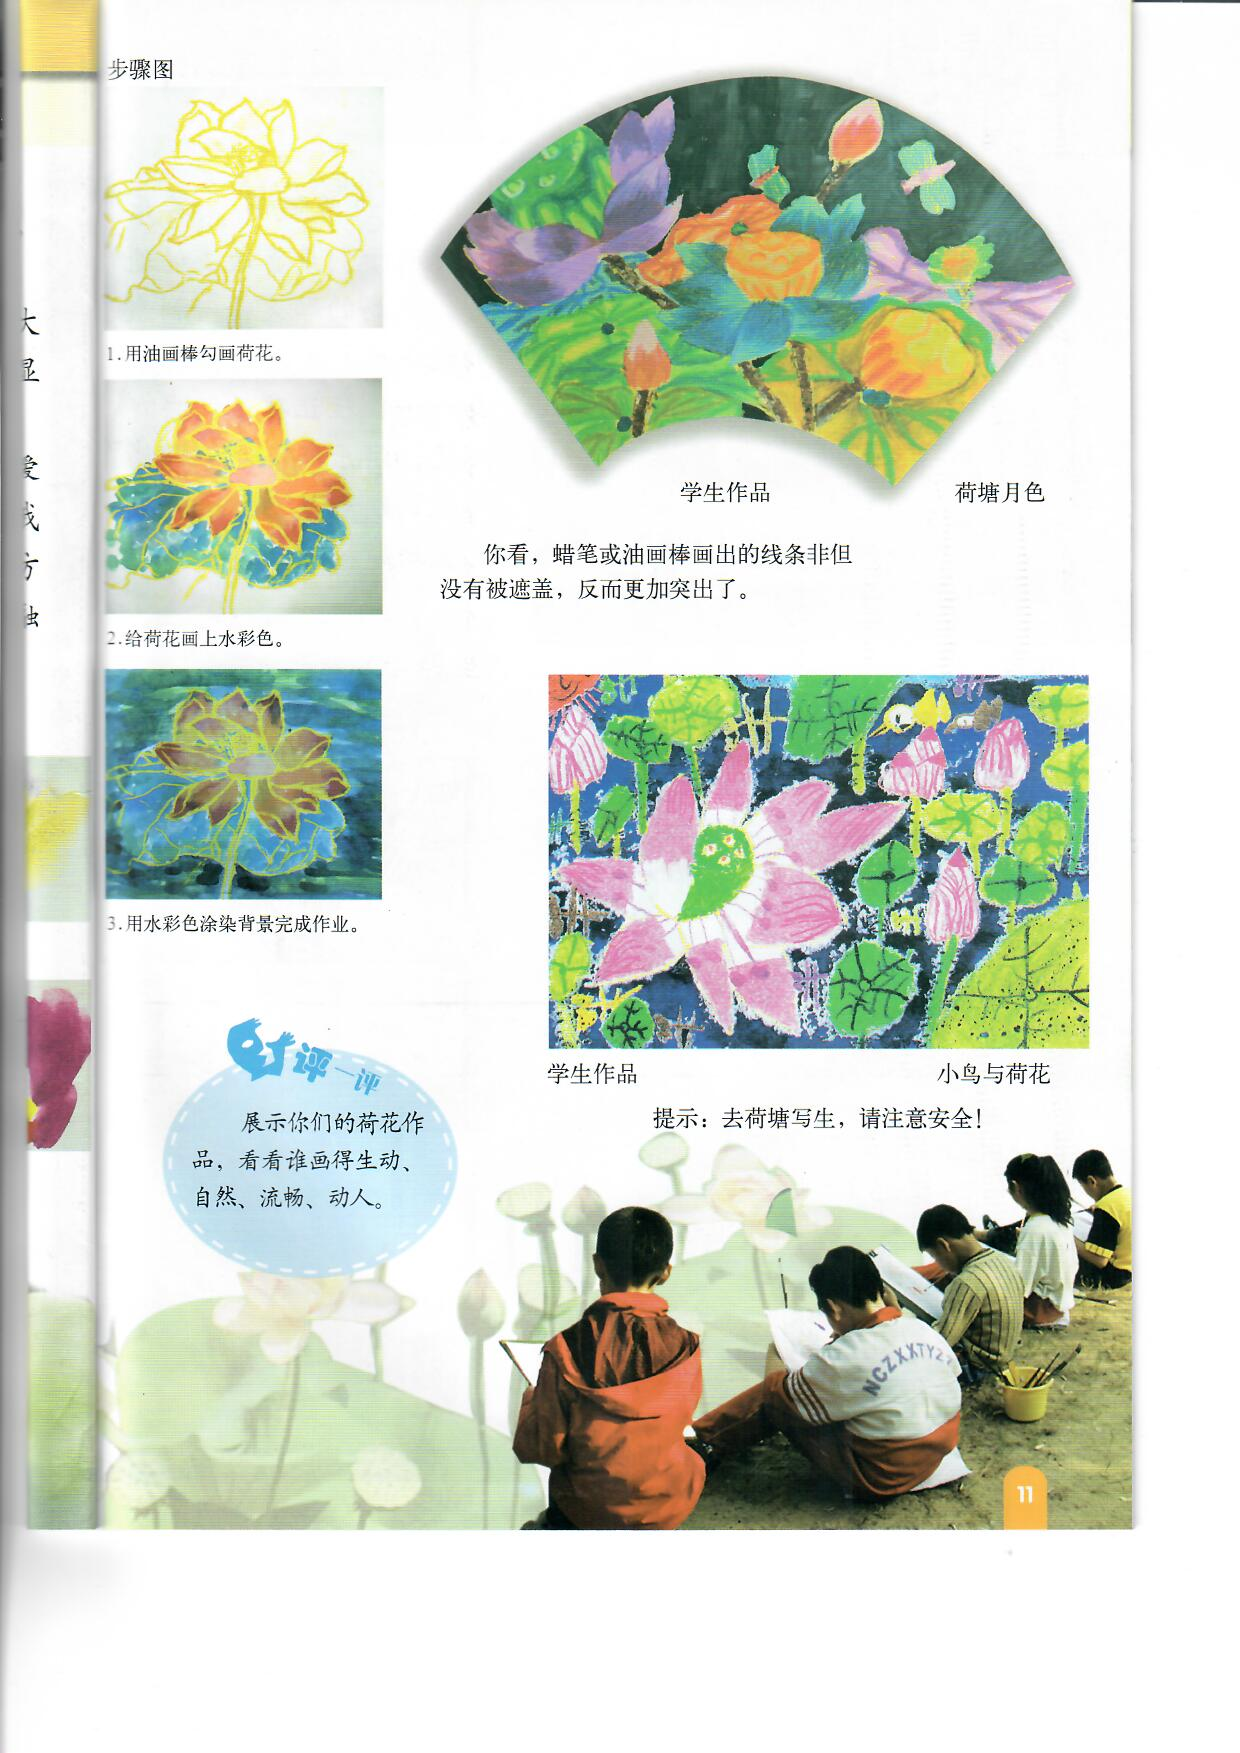 步骤图
1.用油画棒勾画荷花。
2.给荷花画上水彩色。
3.用水彩色涂染背景完成作业。
学生作品 荷塘月色
你看，蜡笔或油画棒画出的线条非但
没有被遮盖，反而更加突出了。
学生作品 小鸟与荷花
提示：去荷塘写生，请注意安全！
评一评
展示你们的荷花作
品，看看谁画得生动、
自然、流畅、动人。
NCZXXTYZ
11
大
显
爱
方
融